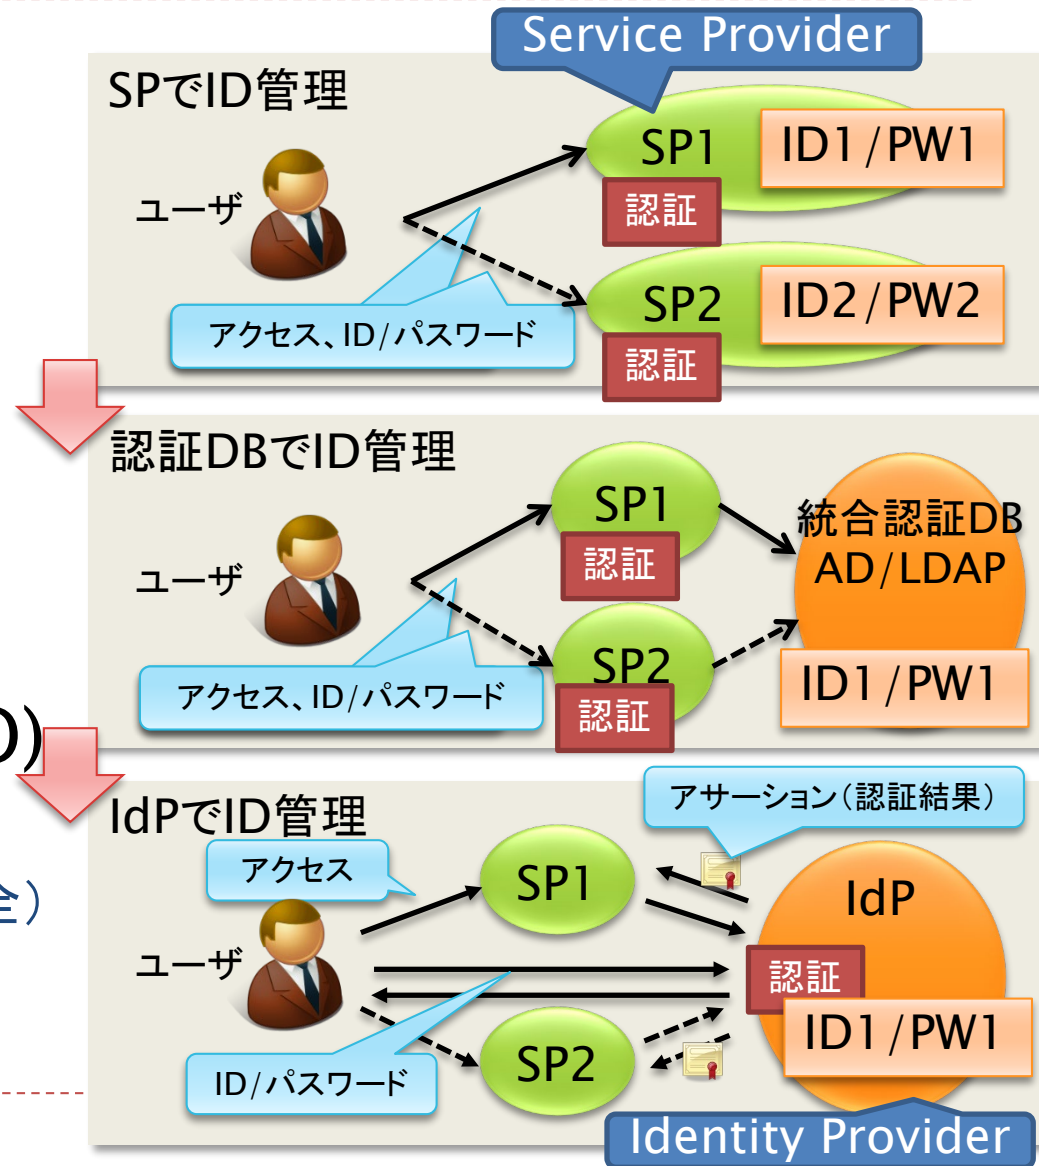 Service Provider
SPでID管理
SP1
ID1/PW1
認証
ユーザ
SP2
ID2/PW2
認証
アクセス、ID/パスワード
認証DBでID管理
SP1
認証
統合認証DB
AD/LDAP
ユーザ
SP2
認証
ID1/PW1
アクセス、ID/パスワード
)
IdPでID管理
アサーション（認証結果）
アクセス
SP1
IdP
全）
ユーザ
認証
ID1/PW1
SP2
ID/パスワード
Identity Provider